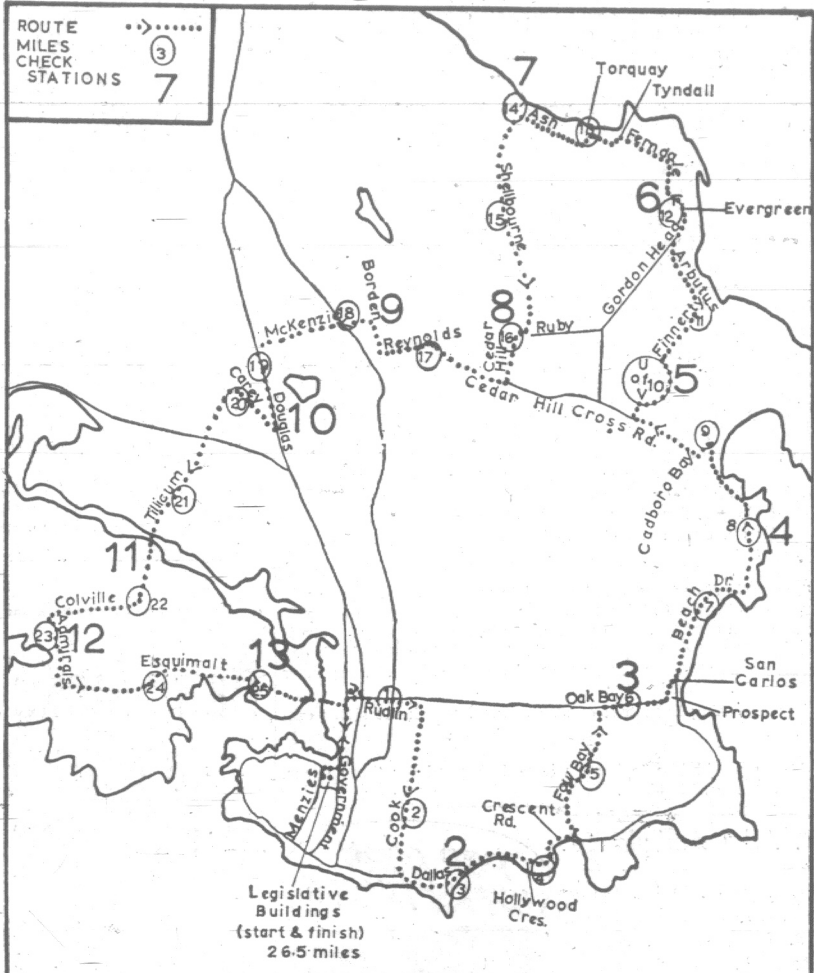 ROUTE
MILES
3
CHECK
STATIONS 7
7
Torquay
Tyndall
14
Ash
13
Ferndale
6
12
Evergreen
Shelbourne
15
Gordon Head
Arbutus
Borden
9
8
McKenzie
18
Cedar Hill
16
Ruby
Finnerty
11
Reynolds
17
19
Carey
20
Douglas
10
U
of 10
V
5
Cedar Hill Cross Rd.
9
Cadboro Bay
Tillicum
21
8
4
11
Colville
22
23
12
Admirals
Beach Dr.
7
Esquimalt
13
24
25
1
Rudlin
3
Oak Bay
6
San
Carlos
Prospect
Menzies
Government
Cook
2
Foul Bay
5
Crescent
Rd.
2
Dallas
3
4
Hollywood
Cres.
Legislative
Buildings
(start & finish)
26.5 miles